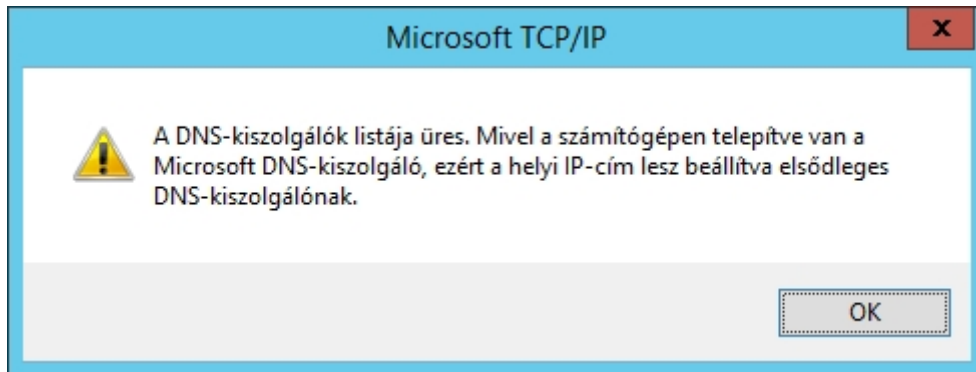 Microsoft TCP/IP
A DNS-kiszolgálók listája üres. Mivel a számítógépen telepítve van a
Microsoft DNS-kiszolgáló, ezért a helyi IP-cím lesz beállítva elsődleges
DNS-kiszolgálónak.
OK